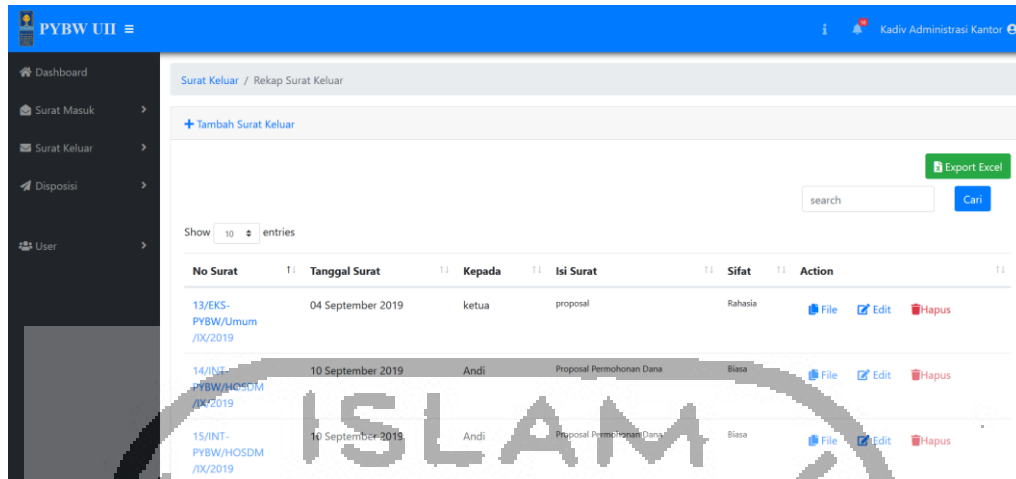 PYBW UII
Kadiv Administrasi Kantor
Dashboard
Surat Masuk
Surat Keluar
Disposisi
User
Surat Keluar / Rekap Surat Keluar
+ Tambah Surat Keluar
Export Excel
search Cari
Show 10 entries
No Surat Tanggal Surat Kepada Isi Surat Sifat Action
13/EKS-
PYBW/Umum
/IX/2019
04 September 2019 ketua proposal Rahasia File Edit Hapus
14/INT-
PYBW/HOSDM
/IX/2019
10 September 2019 Andi Proposal Permohonan Dana Biasa File Edit Hapus
15/INT-
PYBW/HOSDM
/IX/2019
10 September 2019 Andi Proposal Permohonan Dana Biasa File Edit Hapus
ISLAM